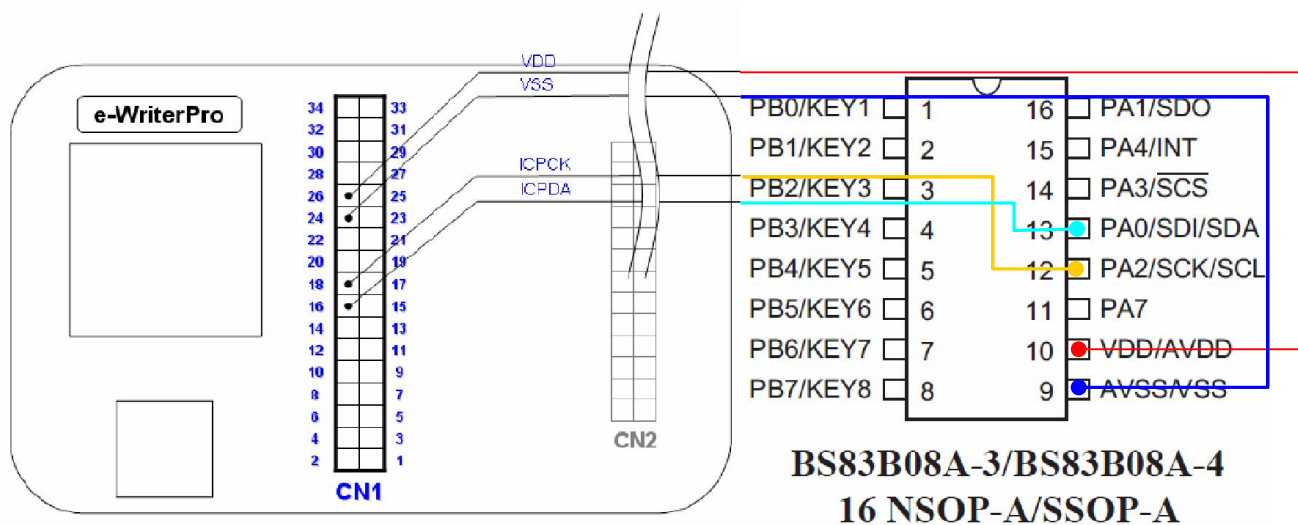 e-WriterPro
VDD
VSS
ICPCK
ICPDA
34 33
32 31
30 29
28 27
26 25
24 23
22 21
20 19
18 17
16 15
14 13
12 11
10 9
8 7
6 5
4 3
2 1
CN1
CN2
PB0/KEY1 1 16 PA1/SDO
PB1/KEY2 2 15 PA4/INT
PB2/KEY3 3 14 PA3/SCS
PB3/KEY4 4 13 PA0/SDI/SDA
PB4/KEY5 5 12 PA2/SCK/SCL
PB5/KEY6 6 11 PA7
PB6/KEY7 7 10 VDD/AVDD
PB7/KEY8 8 9 AVSS/VSS
BS83B08A-3/BS83B08A-4
16 NSOP-A/SSOP-A